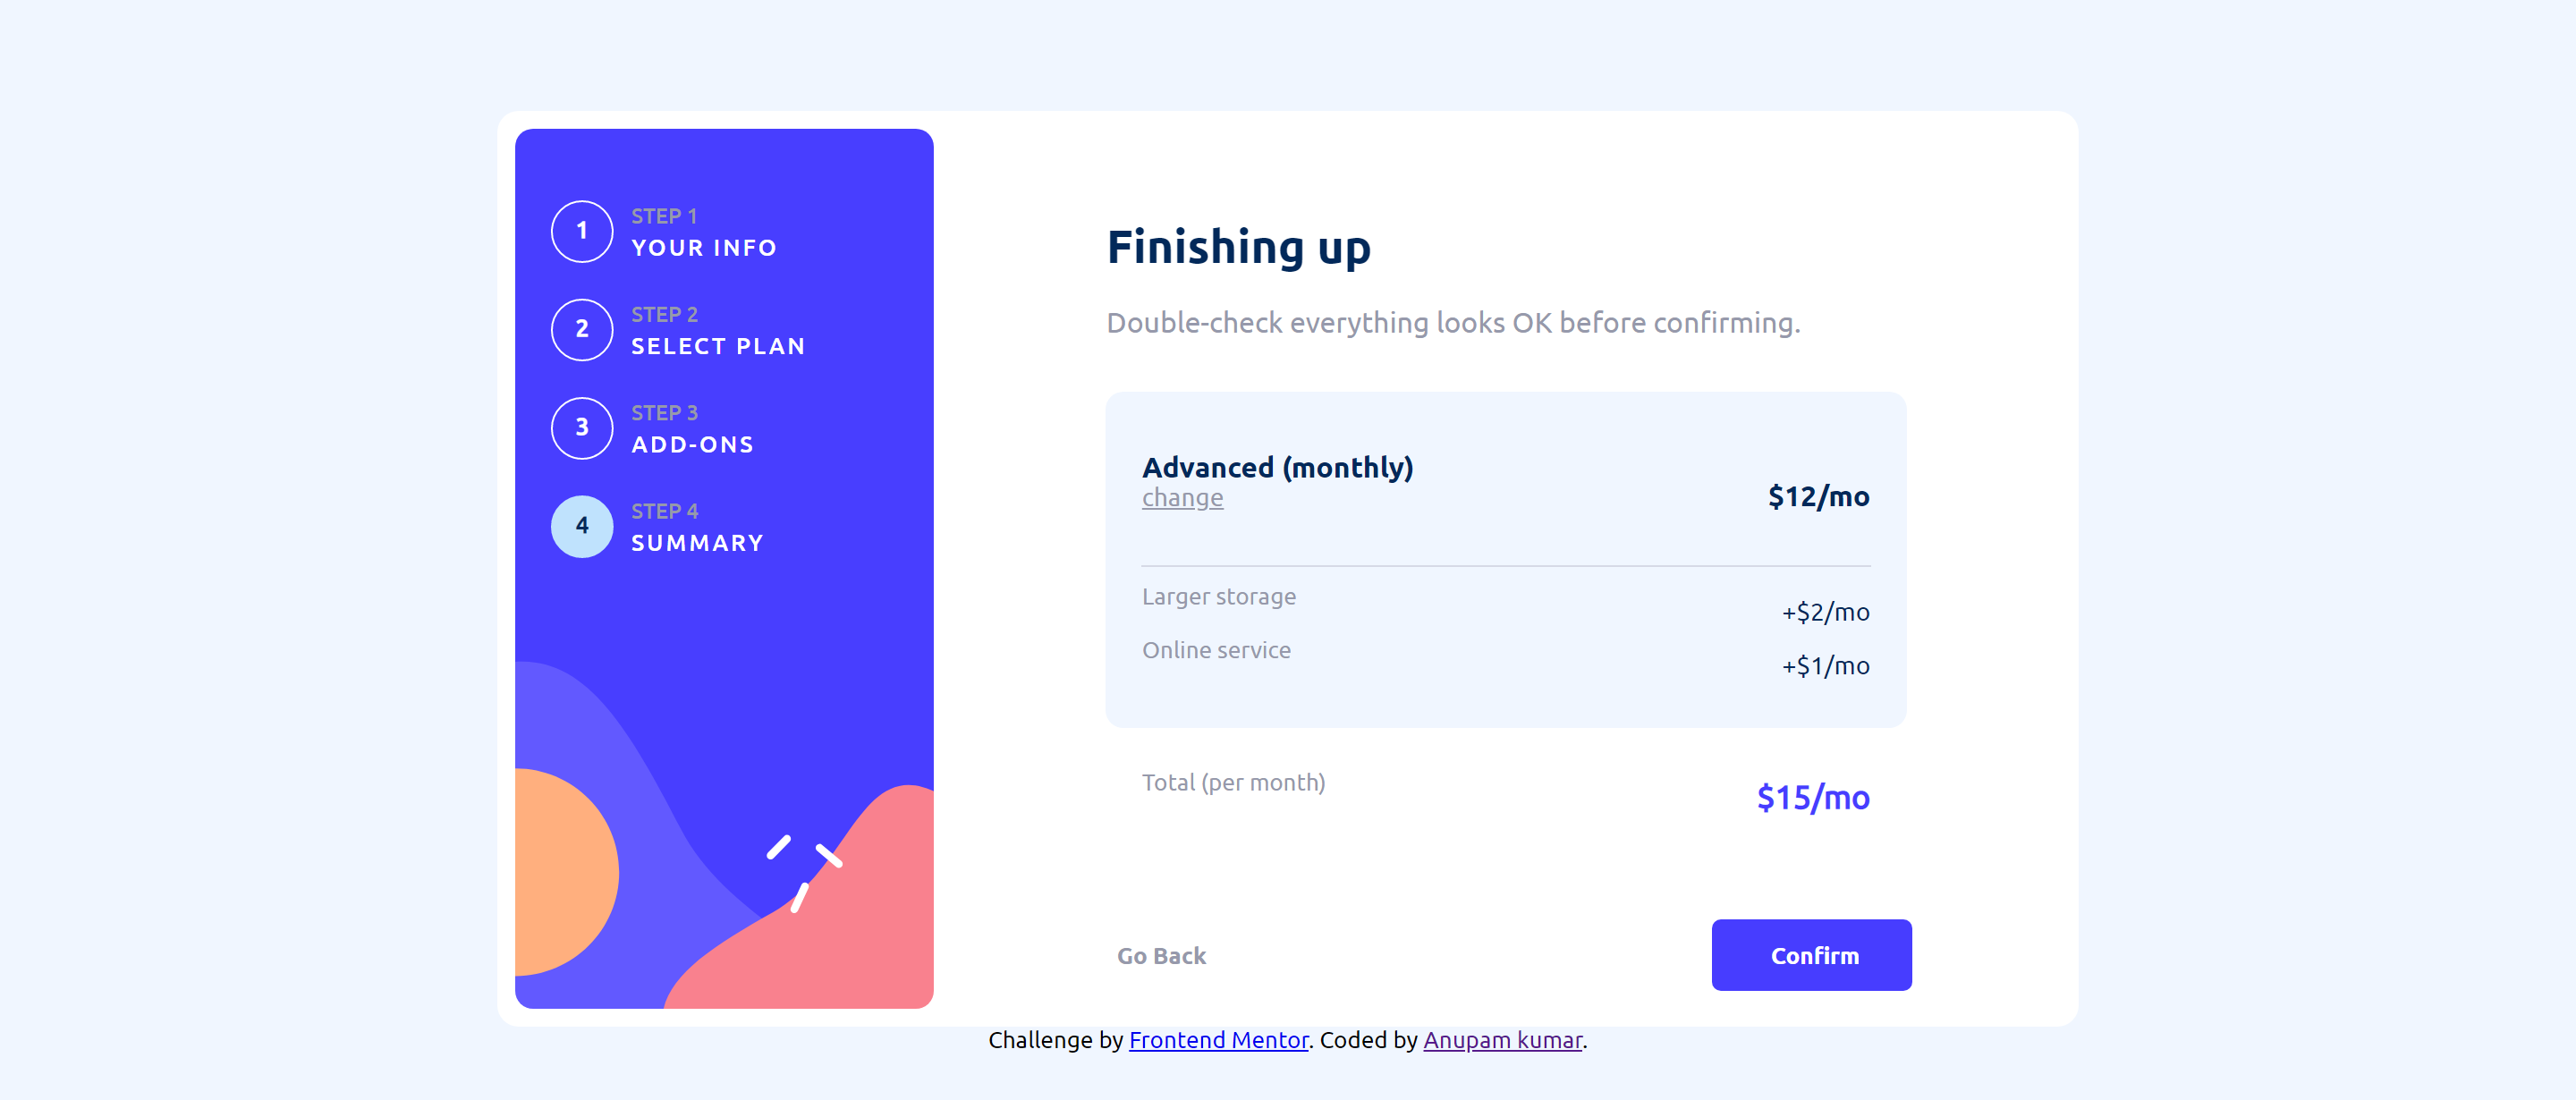 1
STEP 1
YOUR INFO
2
STEP 2
SELECT PLAN
3
STEP 3
ADD-ONS
4
STEP 4
SUMMARY
Finishing up
Double-check everything looks OK before confirming.
Advanced (monthly)
change
$12/mo
Larger storage
+$2/mo
Online service
+$1/mo
Total (per month)
$15/mo
Go Back
Confirm
Challenge by Frontend Mentor. Coded by Anupam kumar.